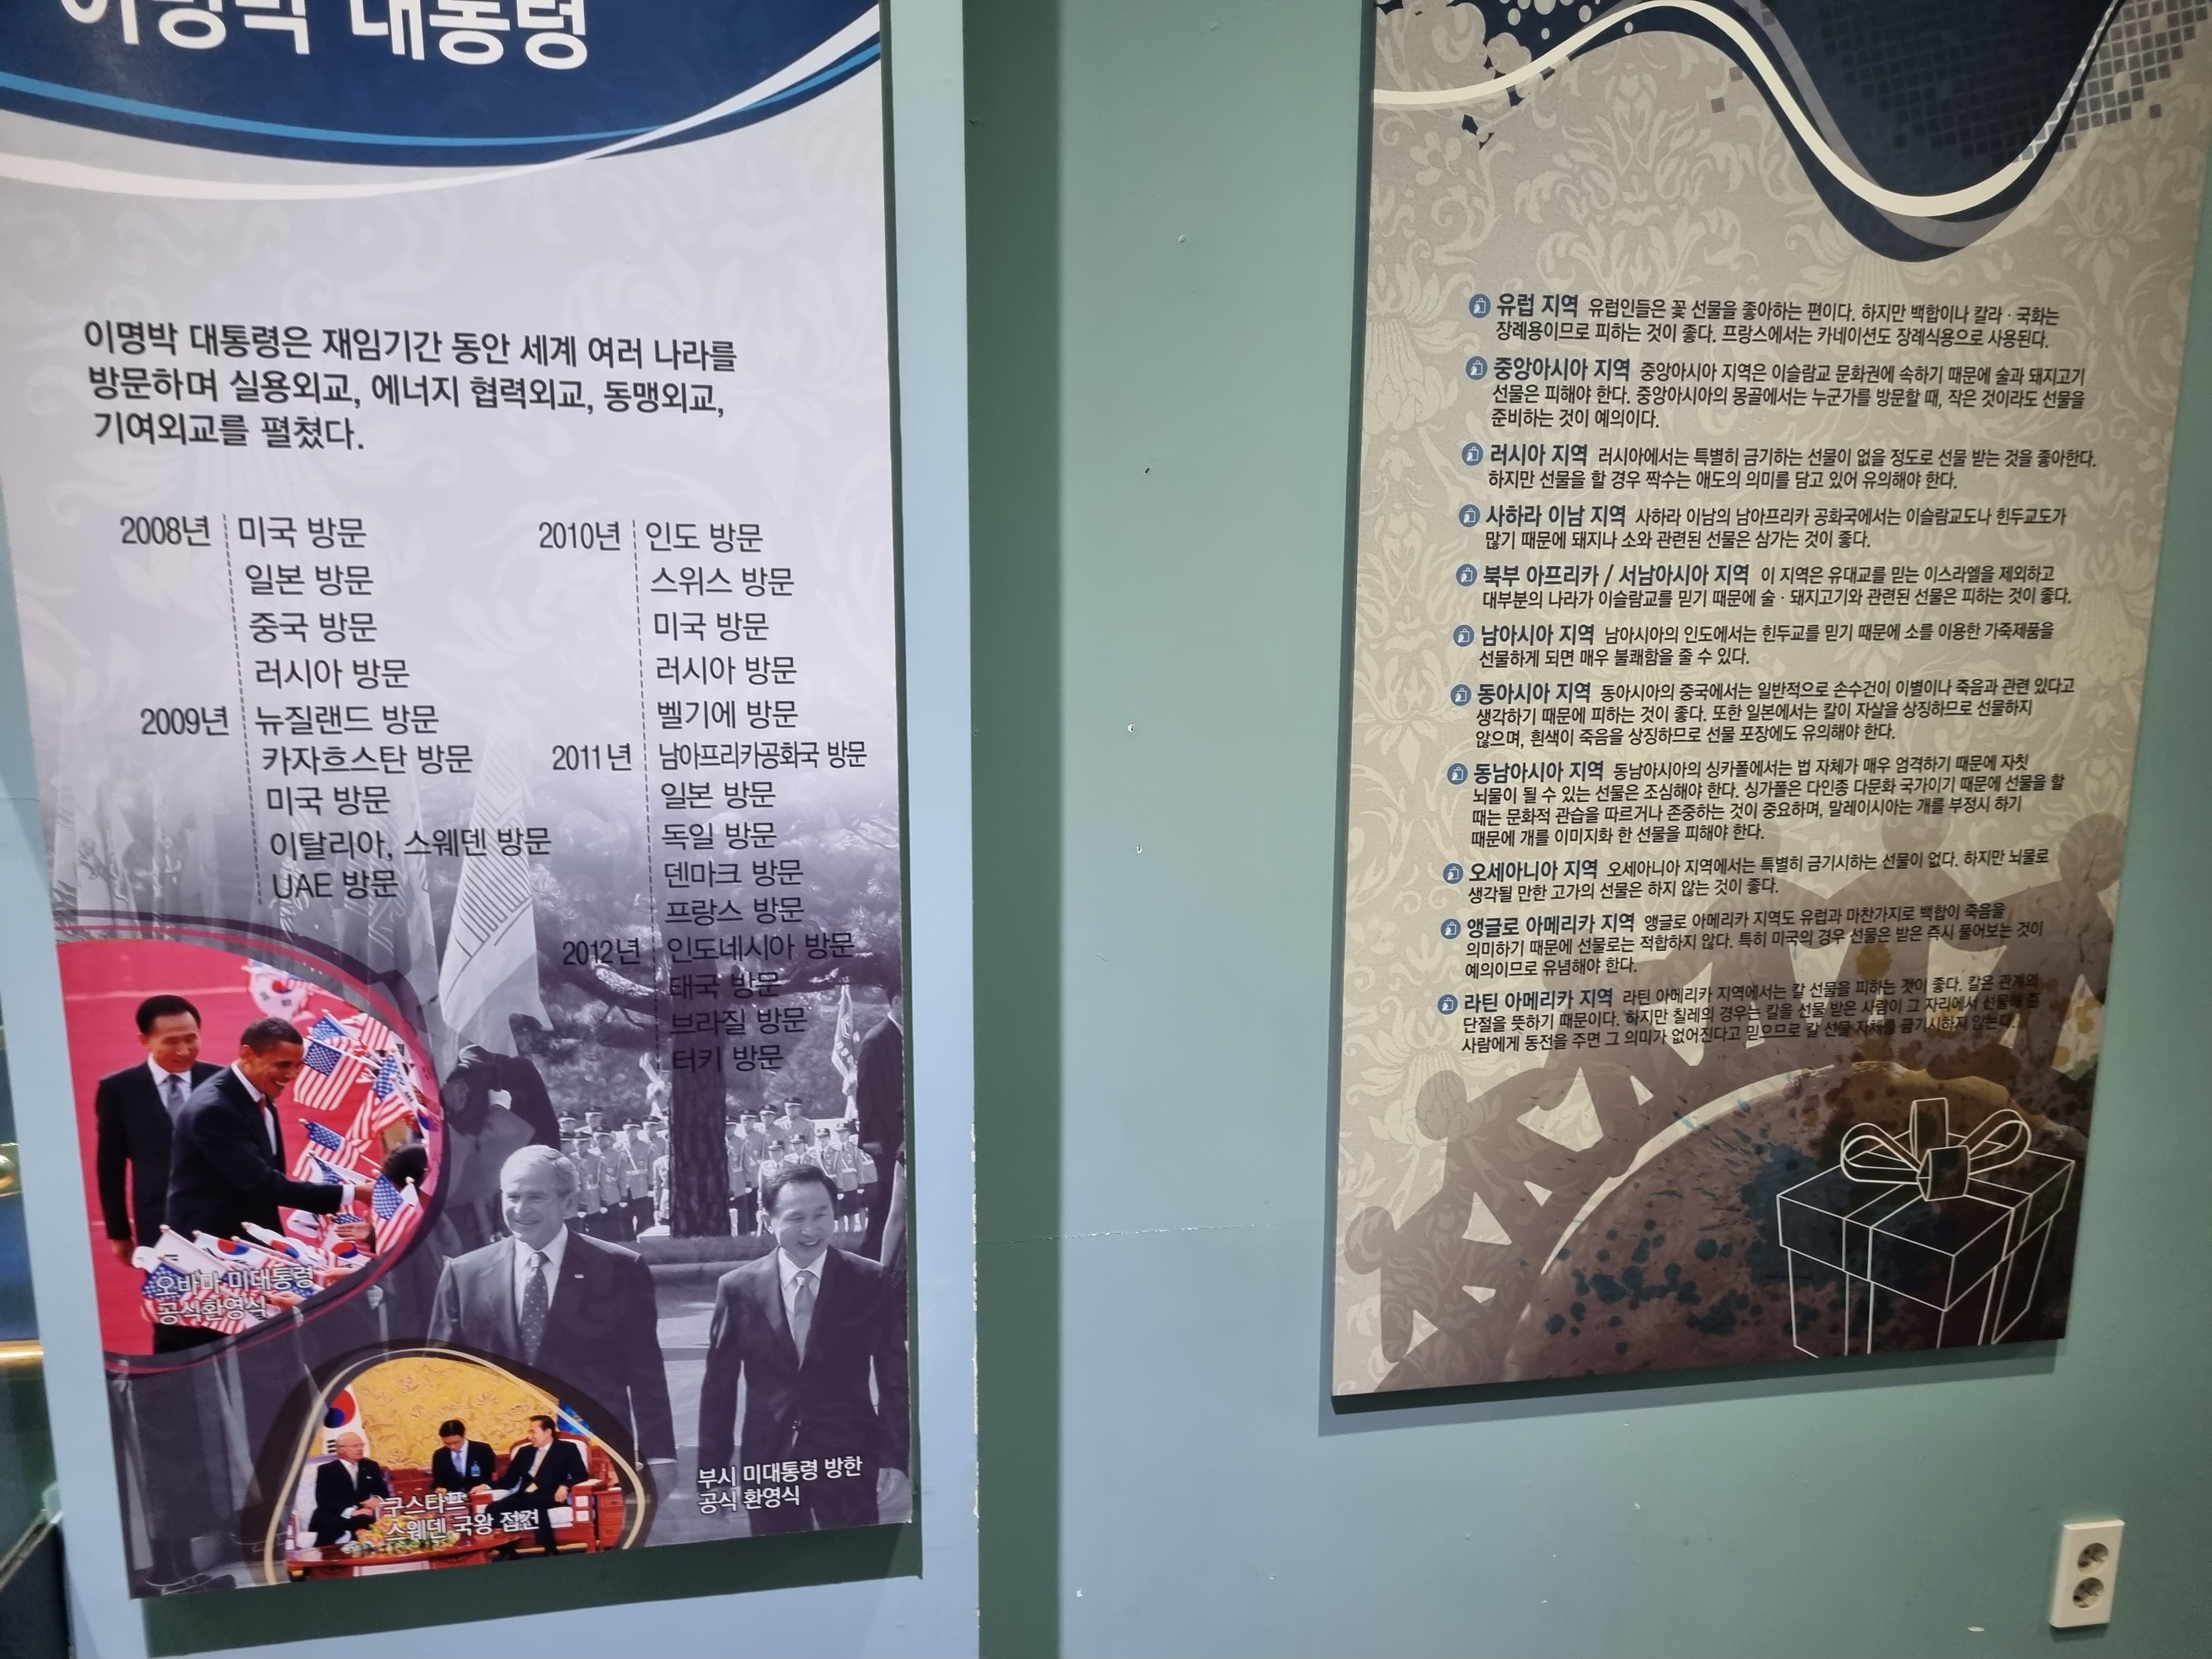 이명박 대통령
이명박 대통령은 재임기간 동안 세계 여러 나라를
방문하며 실용외교, 에너지 협력외교, 동맹외교,
기여외교를 펼쳤다.
2008년 미국 방문
일본 방문
중국 방문
러시아 방문
2009년 뉴질랜드 방문
카자흐스탄 방문
미국 방문
이탈리아, 스웨덴 방문
UAE 방문
2010년 인도 방문
스위스 방문
미국 방문
러시아 방문
벨기에 방문
2011년 남아프리카공화국 방문
일본 방문
독일 방문
덴마크 방문
프랑스 방문
2012년 인도네시아 방문
태국 방문
브라질 방문
터키 방문
오바마 미대통령
공식환영식
구스타프
스웨덴 국왕 접견
부시 미대통령 방한
공식 환영식
유럽 지역 유럽인들은 꽃 선물을 좋아하는 편이다. 하지만 백합이나 칼라 · 국화는
장례용이므로 피하는 것이 좋다. 프랑스에서는 카네이션도 장례식용으로 사용된다.
중앙아시아 지역 중앙아시아 지역은 이슬람교 문화권에 속하기 때문에 술과 돼지고기
선물은 피해야 한다. 중앙아시아의 몽골에서는 누군가를 방문할 때, 작은 것이라도 선물을
준비하는 것이 예의이다.
러시아 지역 러시아에서는 특별히 금기하는 선물이 없을 정도로 선물 받는 것을 좋아한다.
하지만 선물을 할 경우 짝수는 애도의 의미를 담고 있어 유의해야 한다.
사하라 이남 지역 사하라 이남의 남아프리카 공화국에서는 이슬람교도나 힌두교도가
많기 때문에 돼지나 소와 관련된 선물은 삼가는 것이 좋다.
북부 아프리카 / 서남아시아 지역 이 지역은 유대교를 믿는 이스라엘을 제외하고
대부분의 나라가 이슬람교를 믿기 때문에 술 · 돼지고기와 관련된 선물은 피하는 것이 좋다.
남아시아 지역 남아시아의 인도에서는 힌두교를 믿기 때문에 소를 이용한 가죽제품을
선물하게 되면 매우 불쾌함을 줄 수 있다.
동아시아 지역 동아시아의 중국에서는 일반적으로 손수건이 이별이나 죽음과 관련 있다고
생각하기 때문에 피하는 것이 좋다. 또한 일본에서는 칼이 자살을 상징하므로 선물하지
않으며, 흰색이 죽음을 상징하므로 선물 포장에도 유의해야 한다.
동남아시아 지역 동남아시아의 싱카폴에서는 법 자체가 매우 엄격하기 때문에 자칫
뇌물이 될 수 있는 선물은 조심해야 한다. 싱가폴은 다인종 다문화 국가이기 때문에 선물을 할
때는 문화적 관습을 따르거나 존중하는 것이 중요하며, 말레이시아는 개를 부정시 하기
때문에 개를 이미지화 한 선물을 피해야 한다.
오세아니아 지역 오세아니아 지역에서는 특별히 금기시하는 선물이 없다. 하지만 뇌물로
생각될 만한 고가의 선물은 하지 않는 것이 좋다.
앵글로 아메리카 지역 앵글로 아메리카 지역도 유럽과 마찬가지로 백합이 죽음을
의미하기 때문에 선물로는 적합하지 않다. 특히 미국의 경우 선물은 받은 즉시 풀어보는 것이
예의이므로 유념해야 한다.
라틴 아메리카 지역 라틴 아메리카 지역에서는 칼 선물을 피하는 것이 좋다. 칼은 관계의
단절을 뜻하기 때문이다. 하지만 칠레의 경우는 칼을 선물 받은 사람이 그 자리에서 선물해 준
사람에게 동전을 주면 그 의미가 없어진다고 믿으므로 칼 선물 자체를 금기시하지 않는다.